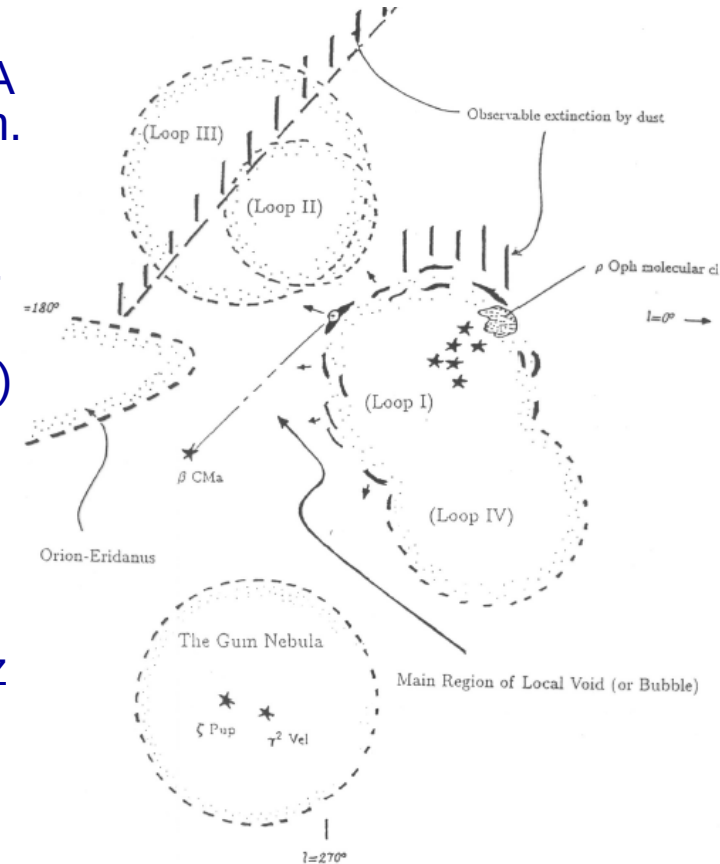 A
n.
(Loop III)
Observable extinction by dust
(Loop II)
ρ Oph molecular cl
=180°
l=0°
)
(Loop I)
β CMa
(Loop IV)
Orion-Eridanus
The Gum Nebula
z
Main Region of Local Void (or Bubble)
ζ Pup
γ² Vel
l=270°